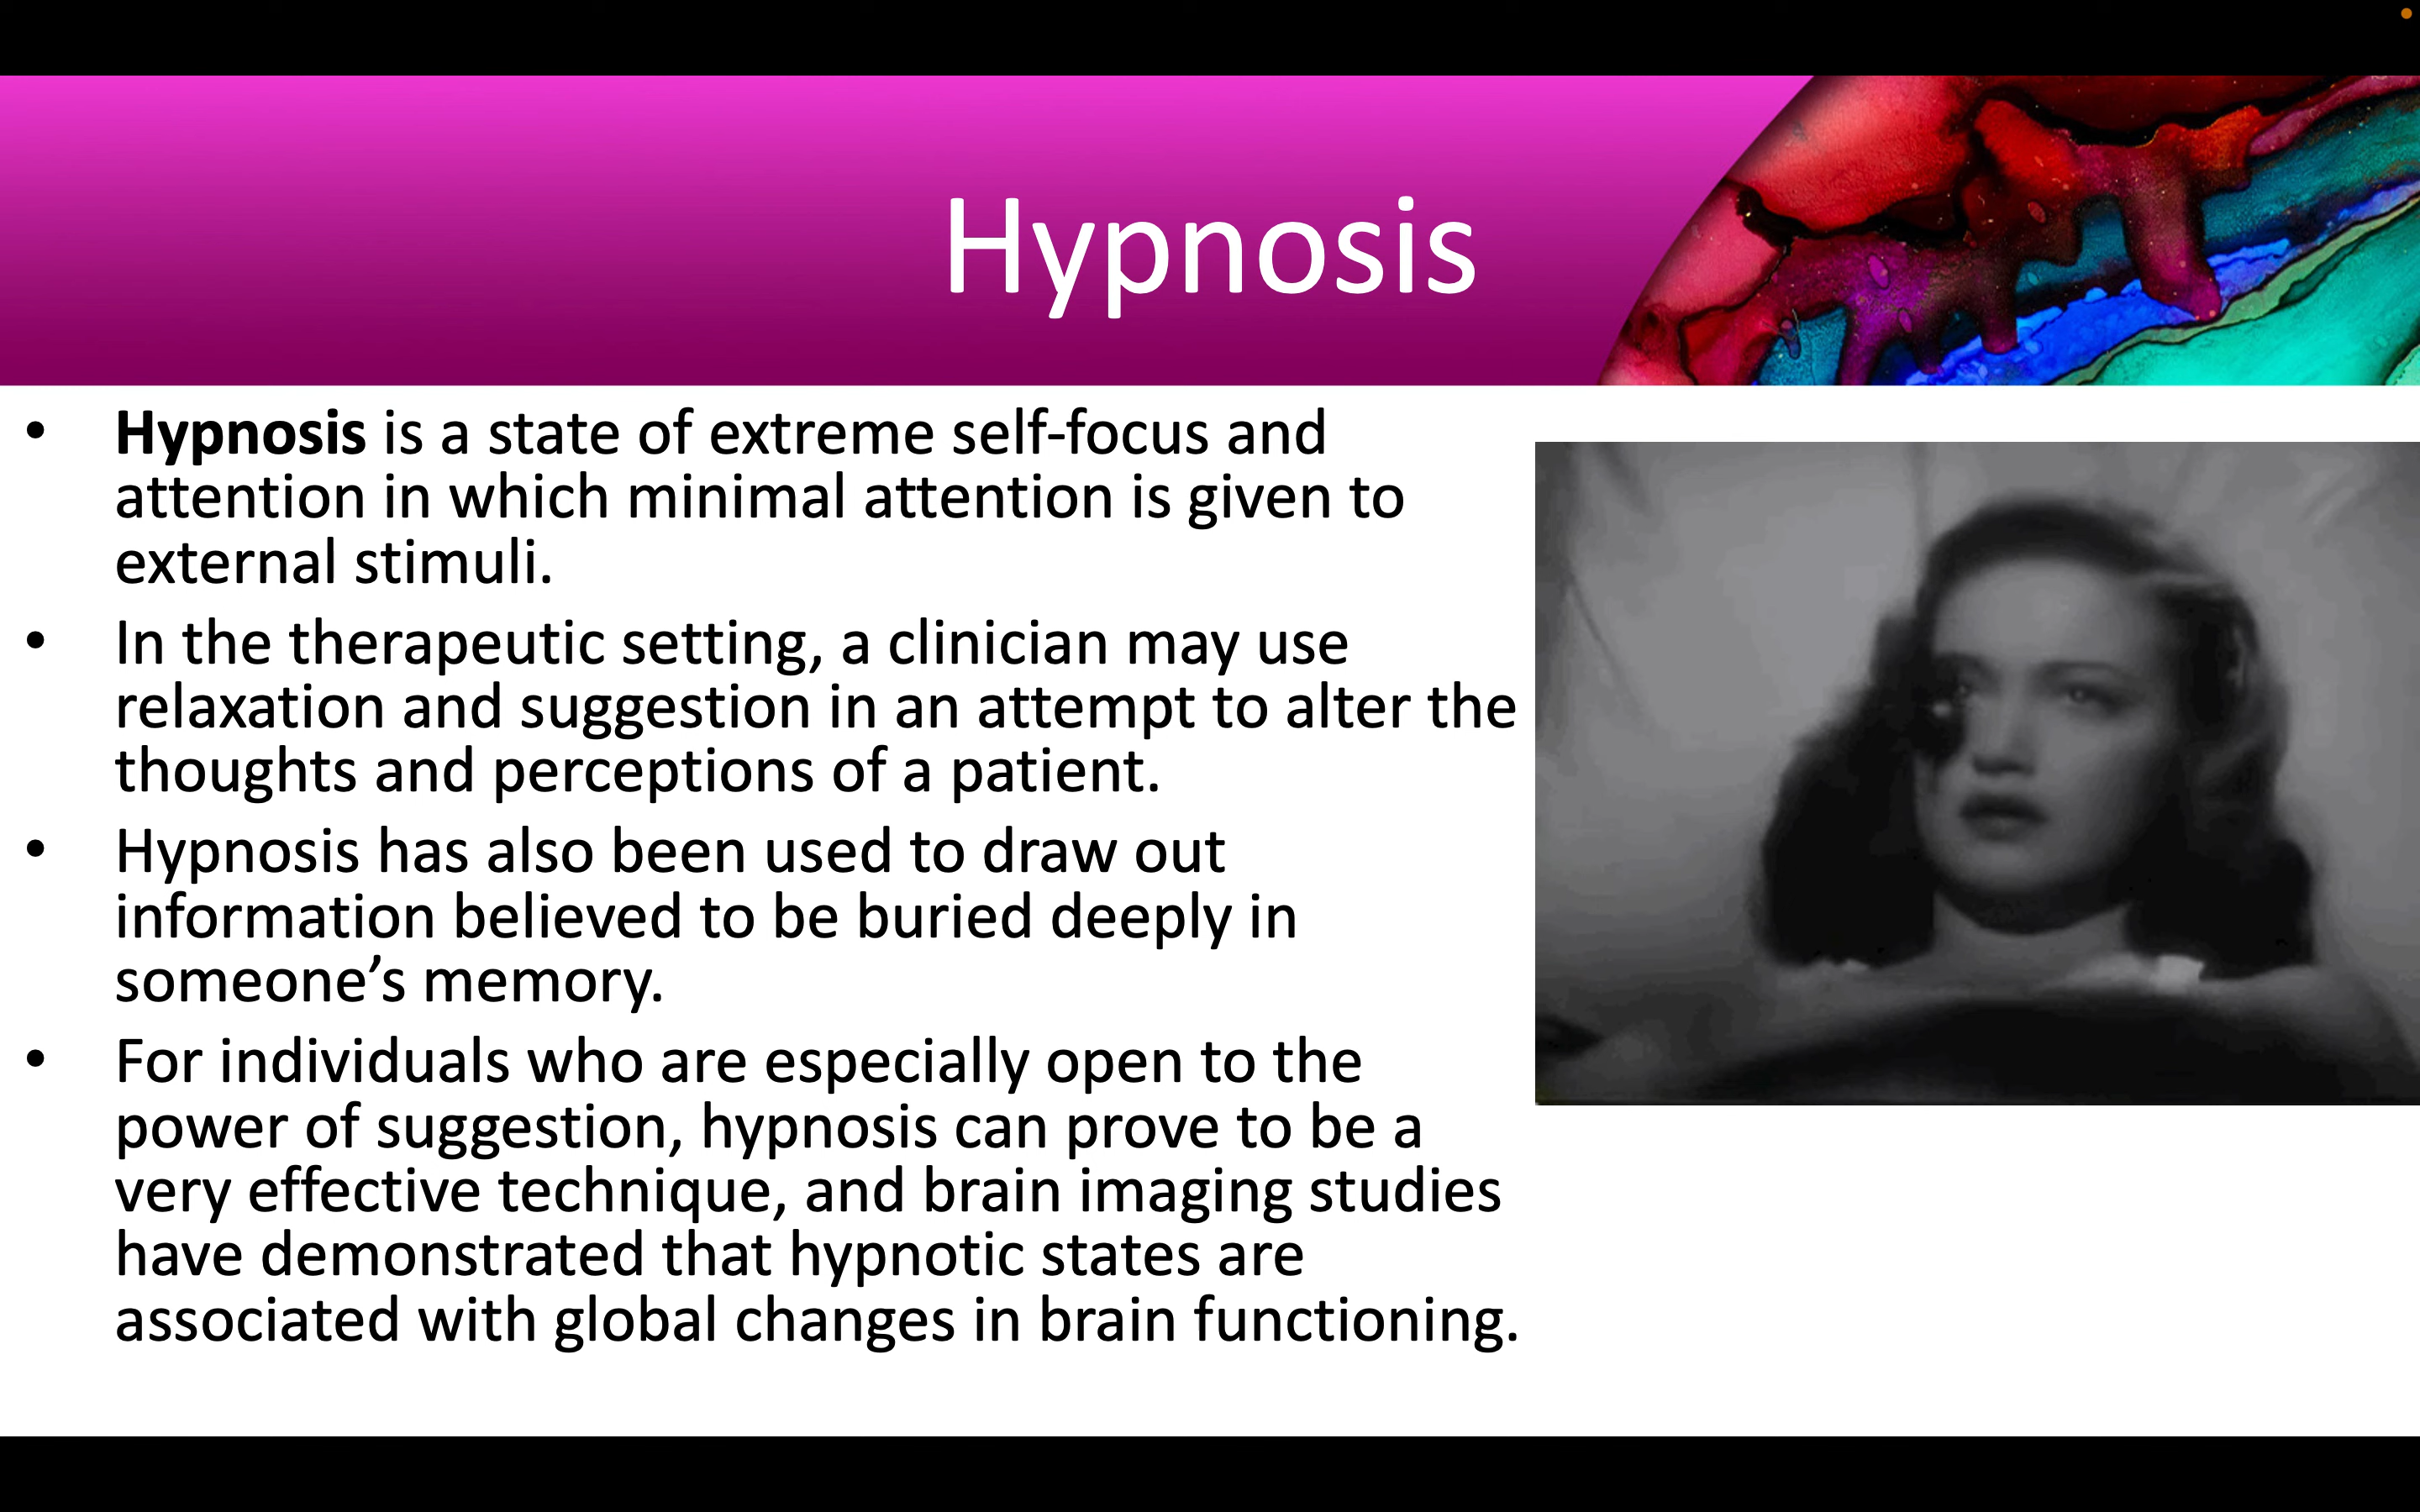 Hypnosis
• Hypnosis is a state of extreme self-focus and
attention in which minimal attention is given to
external stimuli.
• In the therapeutic setting, a clinician may use
relaxation and suggestion in an attempt to alter the
thoughts and perceptions of a patient.
• Hypnosis has also been used to draw out
information believed to be buried deeply in
someone’s memory.
• For individuals who are especially open to the
power of suggestion, hypnosis can prove to be a
very effective technique, and brain imaging studies
have demonstrated that hypnotic states are
associated with global changes in brain functioning.